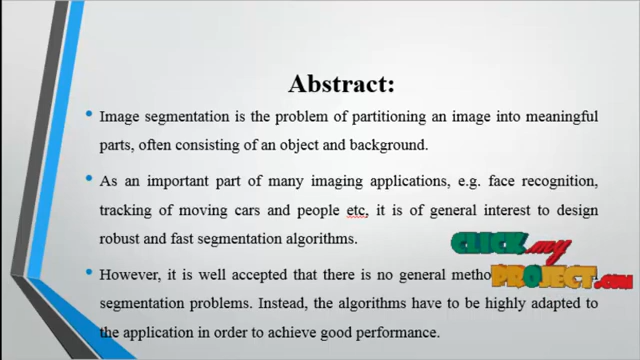 Abstract:
Image segmentation is the problem of partitioning an image into meaningful
parts, often consisting of an object and background.
As an important part of many imaging applications, e.g. face recognition,
tracking of moving cars and people etc, it is of general interest to design
robust and fast segmentation algorithms.
CLICK my
PROJECT.COM
However, it is well accepted that there is no general method
segmentation problems. Instead, the algorithms have to be highly adapted to
the application in order to achieve good performance.